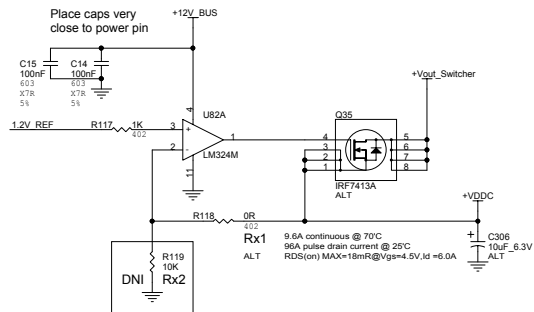 Place caps very
close to power pin
+12V_BUS
C15
100nF
603
X7R
5%
C14
100nF
603
X7R
5%
+Vout_Switcher
U82A
4
Q35
1.2V_REF
R117
1K
402
3
+
2
-
1
LM324M
11
4
3
2
1
5
6
7
8
IRF7413A
ALT
+VDDC
R118
0R
402
Rx1
ALT
9.6A continuous @ 70'C
96A pulse drain current @ 25'C
RDS(on) MAX=18mR@Vgs=4.5V,Id =6.0A
+
C306
10uF_6.3V
ALT
R119
10K
DNI
Rx2